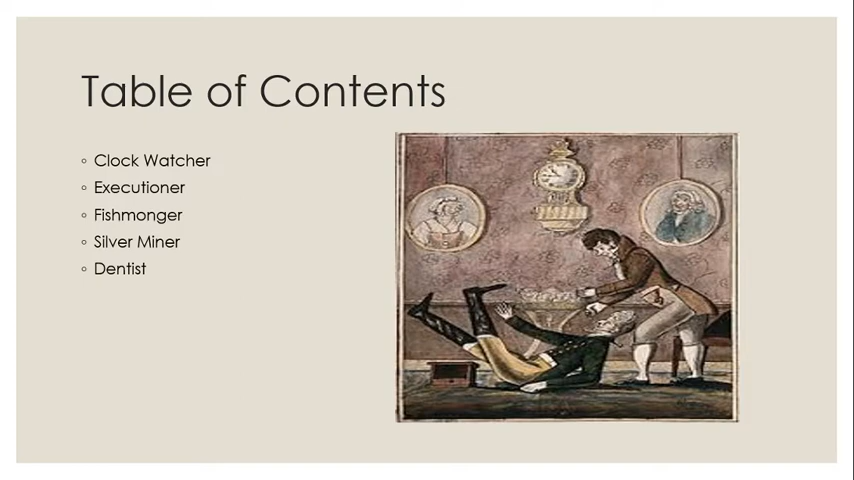 Table of Contents
◦ Clock Watcher
◦ Executioner
◦ Fishmonger
◦ Silver Miner
◦ Dentist